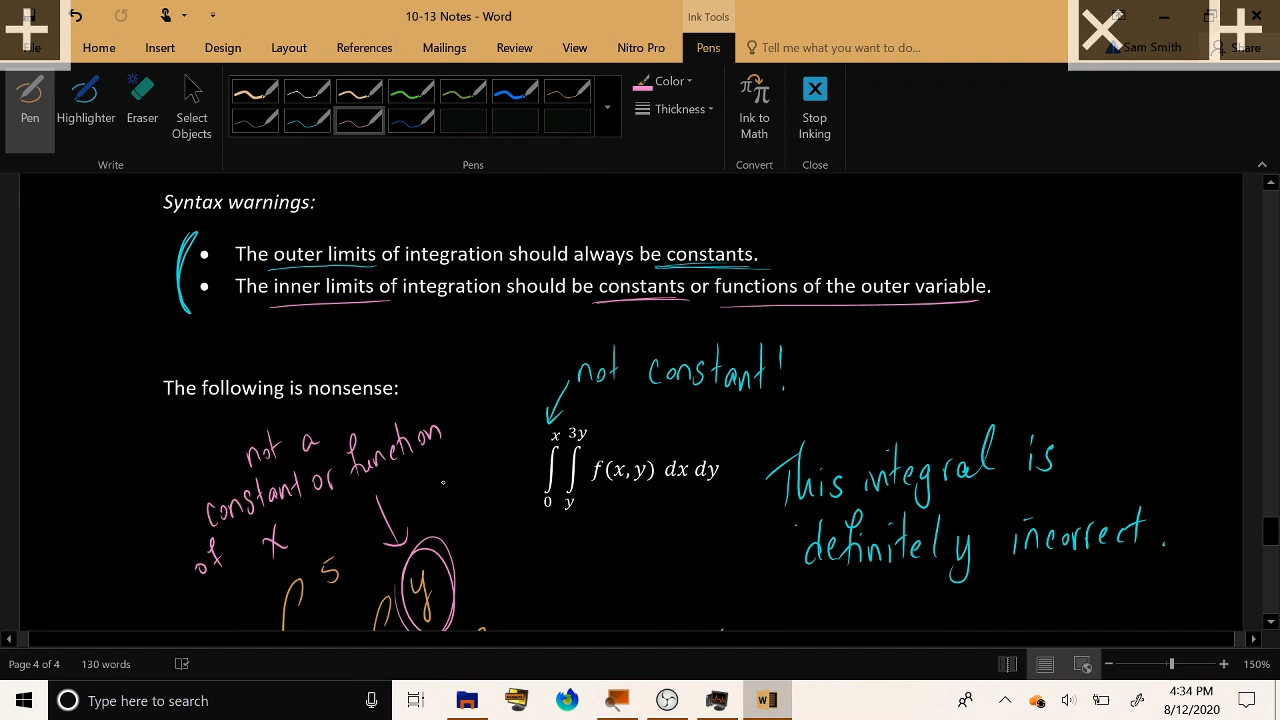 10-13 Notes - Word
Ink Tools
File
Home
Insert
Design
Layout
References
Mailings
Review
View
Nitro Pro
Pens
Tell me what you want to do...
Sam Smith
Share
Pen
Highlighter
Eraser
Select Objects
Color
Thickness
Ink to Math
Stop Inking
Write
Pens
Convert
Close
Syntax warnings:
• The outer limits of integration should always be constants.
• The inner limits of integration should be constants or functions of the outer variable.
not constant!
The following is nonsense:
not a
constant or function
of x
∫₀ˣ ∫ᵧ³ʸ f(x, y) dx dy
This integral is
definitely incorrect.
∫ 5 ∫ y
Page 4 of 4
130 words
150%
Type here to search
4:34 PM
8/12/2020